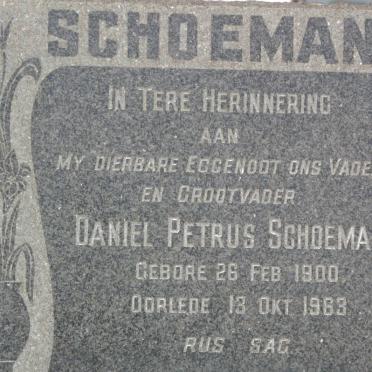 SCHOEMAN
IN TERE HERINNERING
AAN
MY DIERBARE EGGENOOT ONS VADE
EN GROOTVADER
DANIEL PETRUS SCHOEMA
GEBORE 26 FEB 1900
OORLEDE 13 OKT 1963
RUS SAG